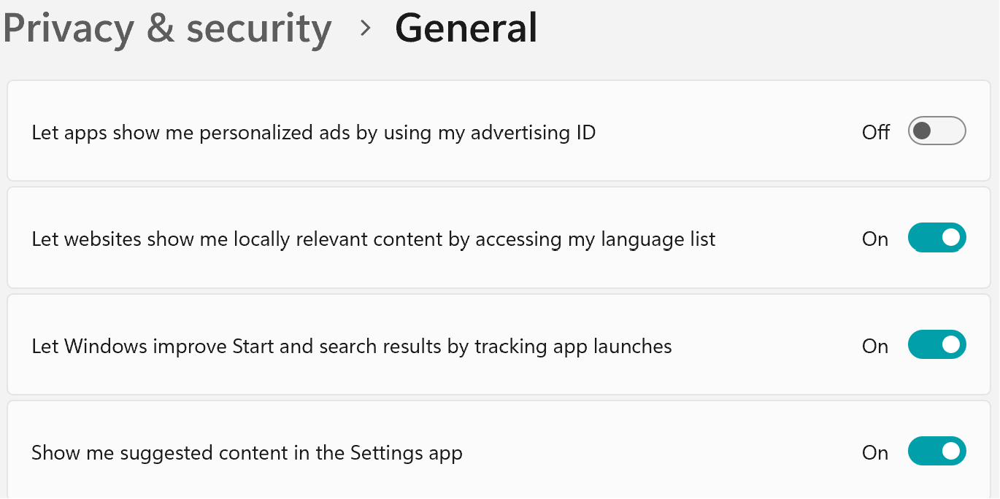 Privacy & security > General
Let apps show me personalized ads by using my advertising ID Off
Let websites show me locally relevant content by accessing my language list On
Let Windows improve Start and search results by tracking app launches On
Show me suggested content in the Settings app On